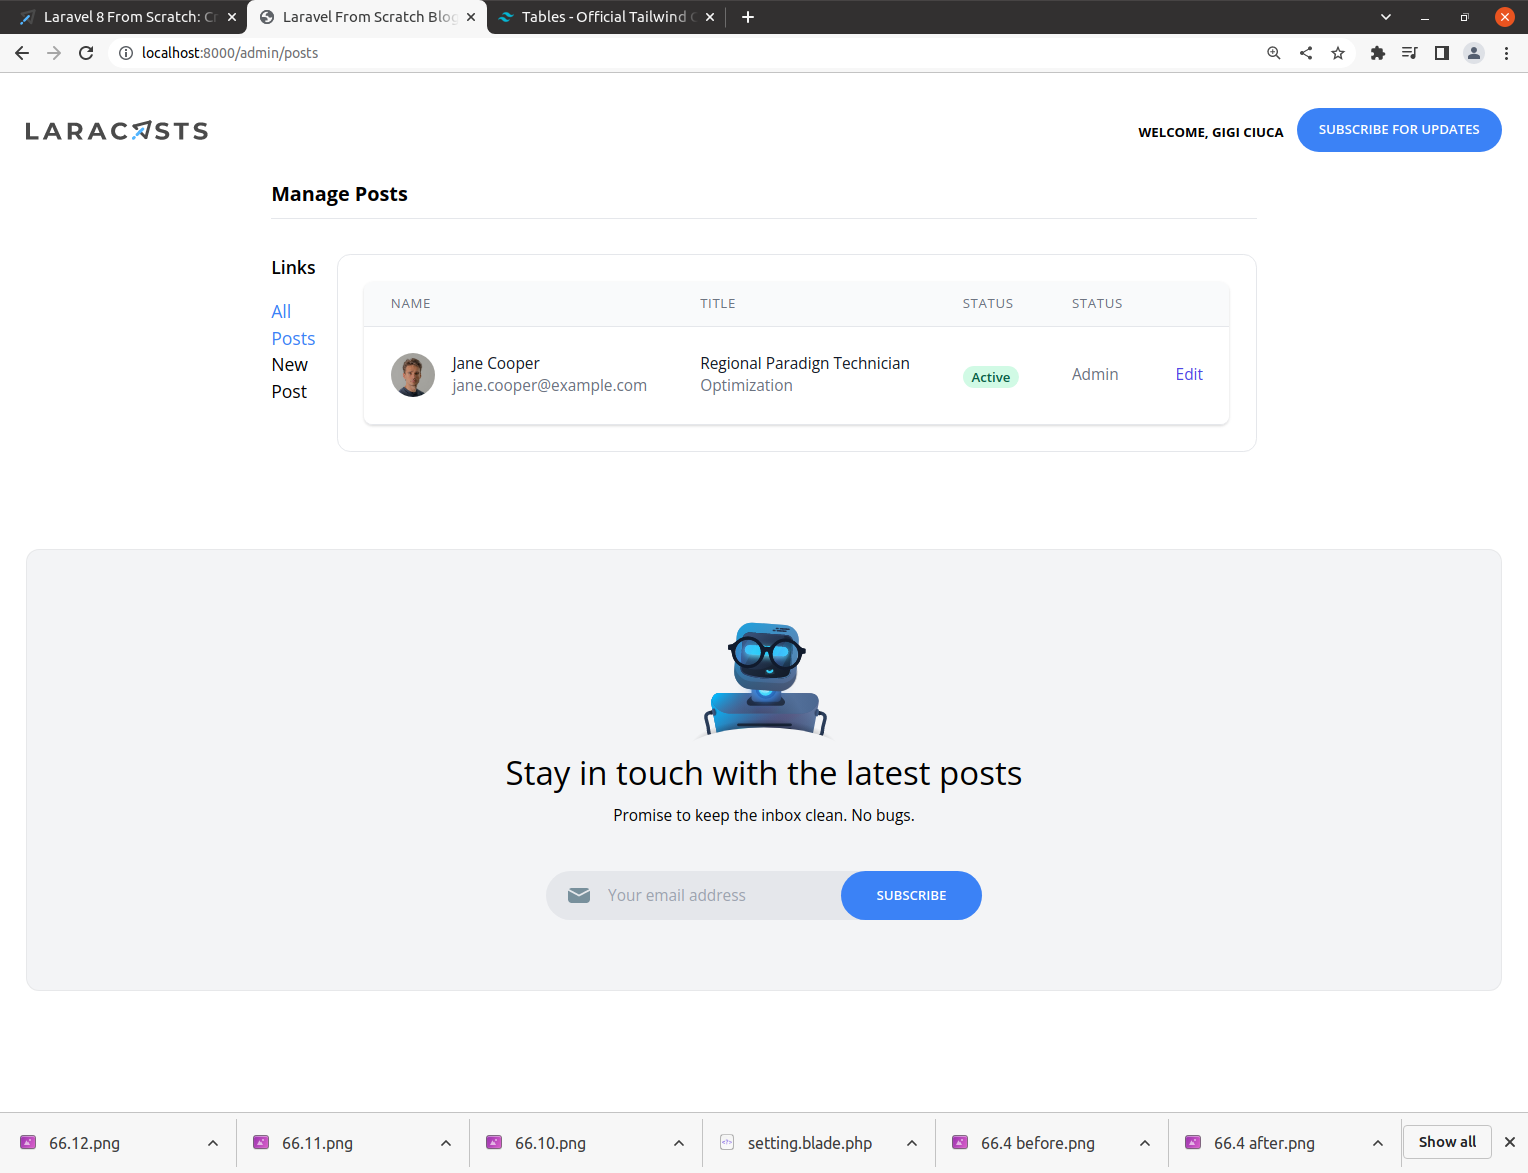 Laravel 8 From Scratch: Cr
Laravel From Scratch Blog
Tables - Official Tailwind C
localhost:8000/admin/posts
LARACASTS
WELCOME, GIGI CIUCA
SUBSCRIBE FOR UPDATES
Manage Posts
Links
All
Posts
New
Post
NAME TITLE STATUS STATUS
Jane Cooper
jane.cooper@example.com
Regional Paradign Technician
Optimization
Active
Admin
Edit
Stay in touch with the latest posts
Promise to keep the inbox clean. No bugs.
Your email address
SUBSCRIBE
66.12.png
66.11.png
66.10.png
setting.blade.php
66.4 before.png
66.4 after.png
Show all